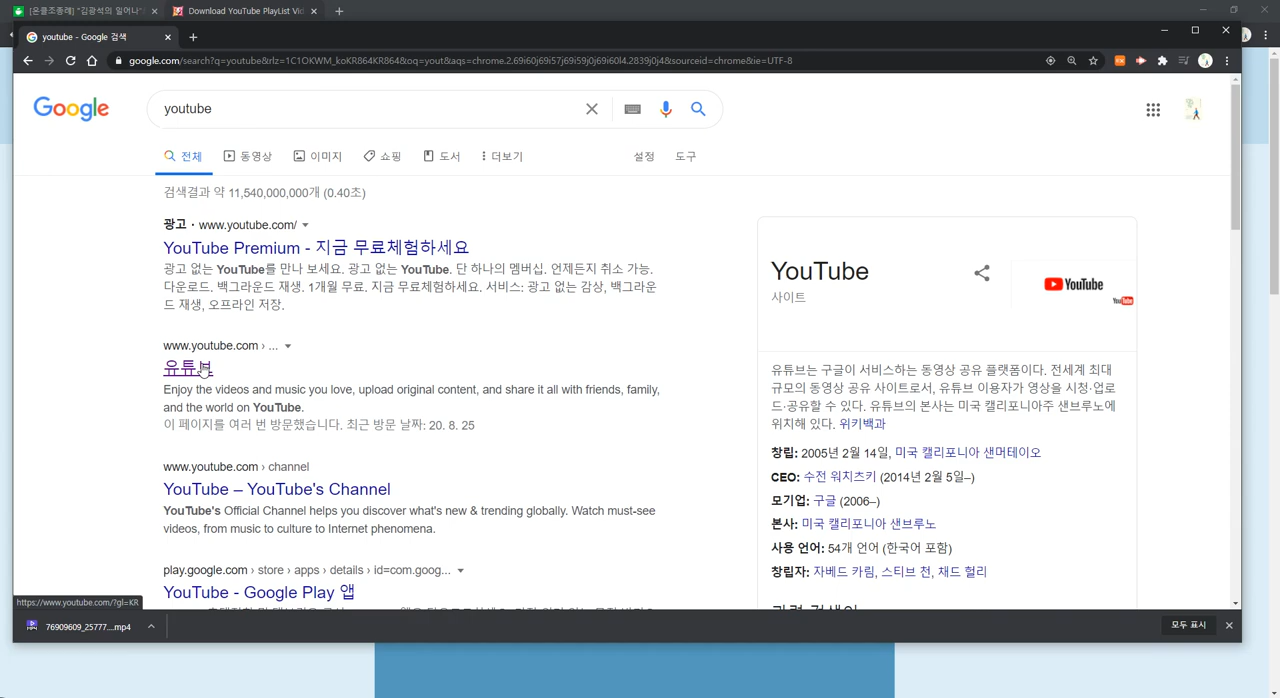 [온쿨조종례] "김광석의 일어나"
Download YouTube PlayList Vid
youtube - Google 검색
google.com/search?q=youtube&rlz=1C1OKWM_koKR864KR864&oq=yout&aqs=chrome.2.69i60j69i57j69i59j0j69i60l4.2839j0j4&sourceid=chrome&ie=UTF-8
Google
youtube
전체 동영상 이미지 쇼핑 도서 더보기 설정 도구
검색결과 약 11,540,000,000개 (0.40초)
광고 · www.youtube.com/
YouTube Premium - 지금 무료체험하세요
광고 없는 YouTube를 만나 보세요. 광고 없는 YouTube. 단 하나의 멤버십. 언제든지 취소 가능.
다운로드. 백그라운드 재생. 1개월 무료. 지금 무료체험하세요. 서비스: 광고 없는 감상, 백그라운
드 재생, 오프라인 저장.
www.youtube.com › ...
유튜브
Enjoy the videos and music you love, upload original content, and share it all with friends, family,
and the world on YouTube.
이 페이지를 여러 번 방문했습니다. 최근 방문 날짜: 20. 8. 25
www.youtube.com › channel
YouTube – YouTube's Channel
YouTube's Official Channel helps you discover what's new & trending globally. Watch must-see
videos, from music to culture to Internet phenomena.
play.google.com › store › apps › details › id=com.goog...
YouTube - Google Play 앱
YouTube
사이트
YouTube
YouTube
유튜브는 구글이 서비스하는 동영상 공유 플랫폼이다. 전세계 최대
규모의 동영상 공유 사이트로서, 유튜브 이용자가 영상을 시청·업로
드·공유할 수 있다. 유튜브의 본사는 미국 캘리포니아주 샌브루노에
위치해 있다. 위키백과
창립: 2005년 2월 14일, 미국 캘리포니아 샌머테이오
CEO: 수전 워치츠키 (2014년 2월 5일–)
모기업: 구글 (2006–)
본사: 미국 캘리포니아 샌브루노
사용 언어: 54개 언어 (한국어 포함)
창립자: 자베드 카림, 스티브 천, 채드 헐리
https://www.youtube.com/?gl=KR
76909609_25777....mp4
모두 표시